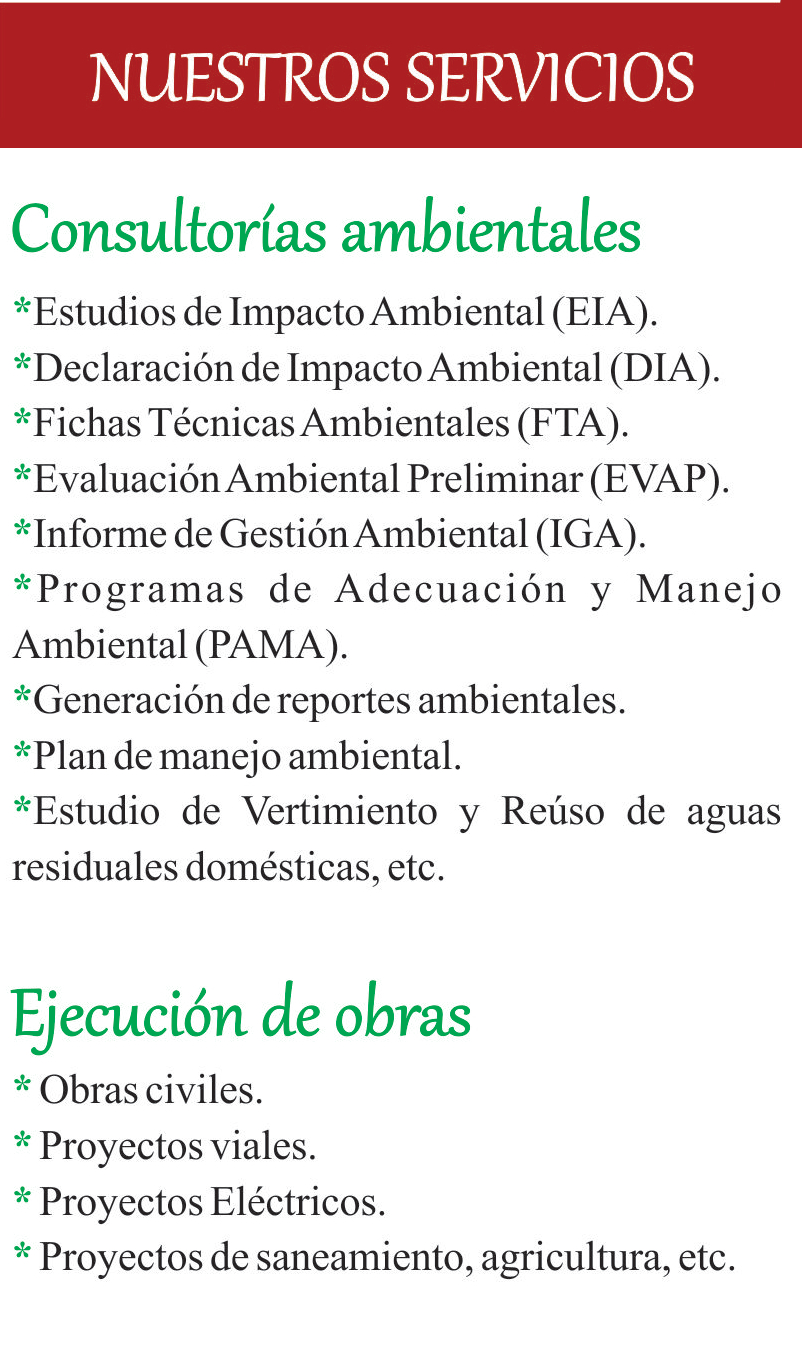 NUESTROS SERVICIOS
Consultorías ambientales
*Estudios de Impacto Ambiental (EIA).
*Declaración de Impacto Ambiental (DIA).
*Fichas Técnicas Ambientales (FTA).
*Evaluación Ambiental Preliminar (EVAP).
*Informe de Gestión Ambiental (IGA).
*Programas de Adecuación y Manejo
Ambiental (PAMA).
*Generación de reportes ambientales.
*Plan de manejo ambiental.
*Estudio de Vertimiento y Reúso de aguas
residuales domésticas, etc.
Ejecución de obras
* Obras civiles.
* Proyectos viales.
* Proyectos Eléctricos.
* Proyectos de saneamiento, agricultura, etc.